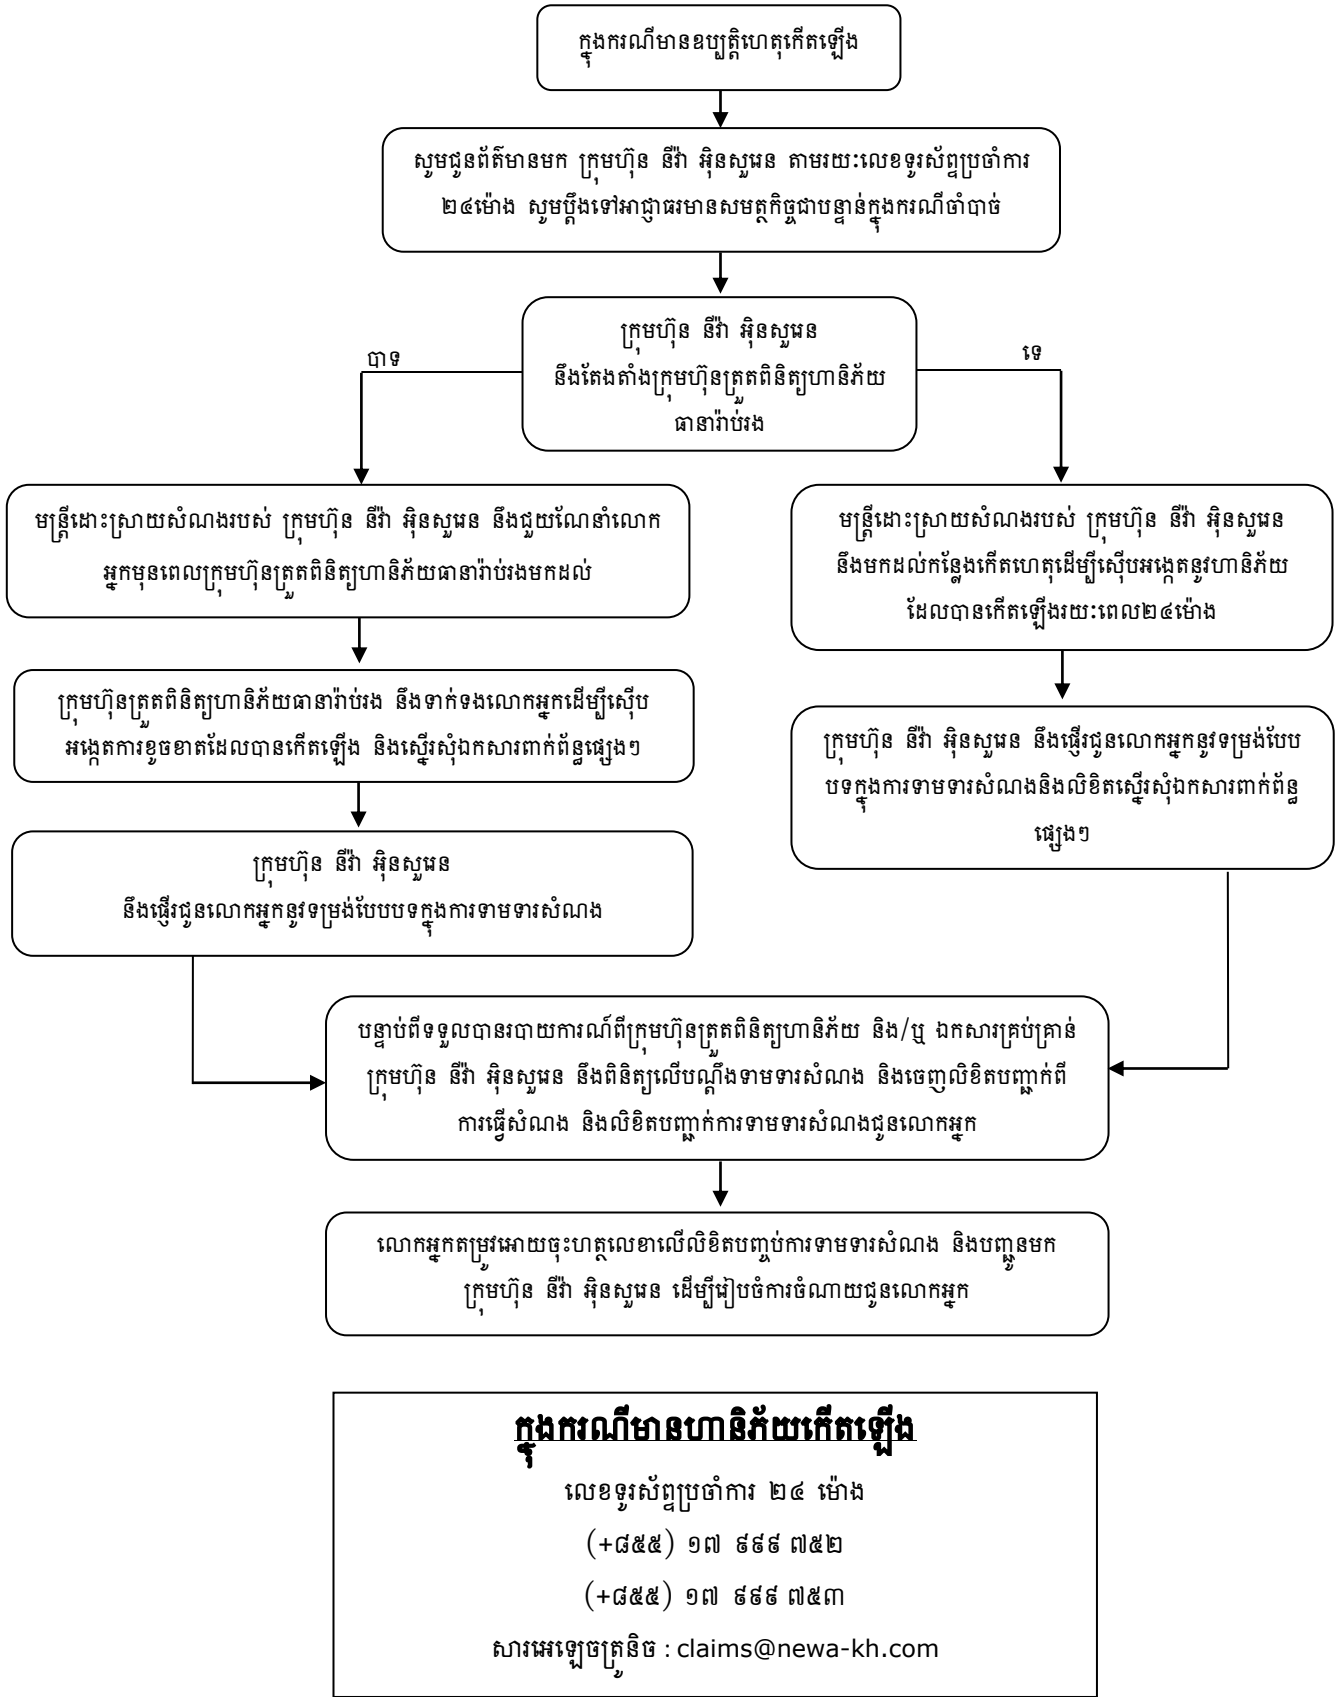 ក្នុងករណីមានឧប្បត្តិហេតុកើតឡើង
សូមជូនព័ត៌មានមក ក្រុមហ៊ុន នីវ៉ា អ៊ិនសួរេន តាមរយៈលេខទូរស័ព្ទប្រចាំការ
២៤ម៉ោង សូមប្តឹងទៅអាជ្ញាធរមានសមត្ថកិច្ចជាបន្ទាន់ក្នុងករណីចាំបាច់
ក្រុមហ៊ុន នីវ៉ា អ៊ិនសួរេន
នឹងតែងតាំងក្រុមហ៊ុនត្រួតពិនិត្យហានិភ័យ
ធានារ៉ាប់រង
បាទ
ទេ
មន្ត្រីដោះស្រាយសំណងរបស់ ក្រុមហ៊ុន នីវ៉ា អ៊ិនសួរេន នឹងជួយណែនាំលោក
អ្នកមុនពេលក្រុមហ៊ុនត្រួតពិនិត្យហានិភ័យធានារ៉ាប់រងមកដល់
មន្ត្រីដោះស្រាយសំណងរបស់ ក្រុមហ៊ុន នីវ៉ា អ៊ិនសួរេន
នឹងមកដល់កន្លែងកើតហេតុដើម្បីស៊ើបអង្កេតនូវហានិភ័យ
ដែលបានកើតឡើងរយៈពេល២៤ម៉ោង
ក្រុមហ៊ុនត្រួតពិនិត្យហានិភ័យធានារ៉ាប់រង នឹងទាក់ទងលោកអ្នកដើម្បីស៊ើប
អង្កេតការខូចខាតដែលបានកើតឡើង និងស្នើរសុំឯកសារពាក់ព័ន្ធផ្សេងៗ
ក្រុមហ៊ុន នីវ៉ា អ៊ិនសួរេន នឹងផ្ញើរជូនលោកអ្នកនូវទម្រង់បែប
បទក្នុងការទាមទារសំណងនិងលិខិតស្នើរសុំឯកសារពាក់ព័ន្ធ
ផ្សេងៗ
ក្រុមហ៊ុន នីវ៉ា អ៊ិនសួរេន
នឹងផ្ញើរជូនលោកអ្នកនូវទម្រង់បែបបទក្នុងការទាមទារសំណង
បន្ទាប់ពីទទួលបានរបាយការណ៍ពីក្រុមហ៊ុនត្រួតពិនិត្យហានិភ័យ និង/ឬ ឯកសារគ្រប់គ្រាន់
ក្រុមហ៊ុន នីវ៉ា អ៊ិនសួរេន នឹងពិនិត្យលើបណ្តឹងទាមទារសំណង និងចេញលិខិតបញ្ជាក់ពី
ការធ្វើសំណង និងលិខិតបញ្ជាក់ការទាមទារសំណងជូនលោកអ្នក
លោកអ្នកតម្រូវអោយចុះហត្ថលេខាលើលិខិតបញ្ចប់ការទាមទារសំណង និងបញ្ជូនមក
ក្រុមហ៊ុន នីវ៉ា អ៊ិនសួរេន ដើម្បីរៀបចំការចំណាយជូនលោកអ្នក
ក្នុងករណីមានហានិភ័យកើតឡើង
លេខទូរស័ព្ទប្រចាំការ ២៤ ម៉ោង
(+៨៥៥) ១៧ ៩៩៩ ៧៥២
(+៨៥៥) ១៧ ៩៩៩ ៧៥៣
សារអេឡេចត្រូនិច : claims@newa-kh.com